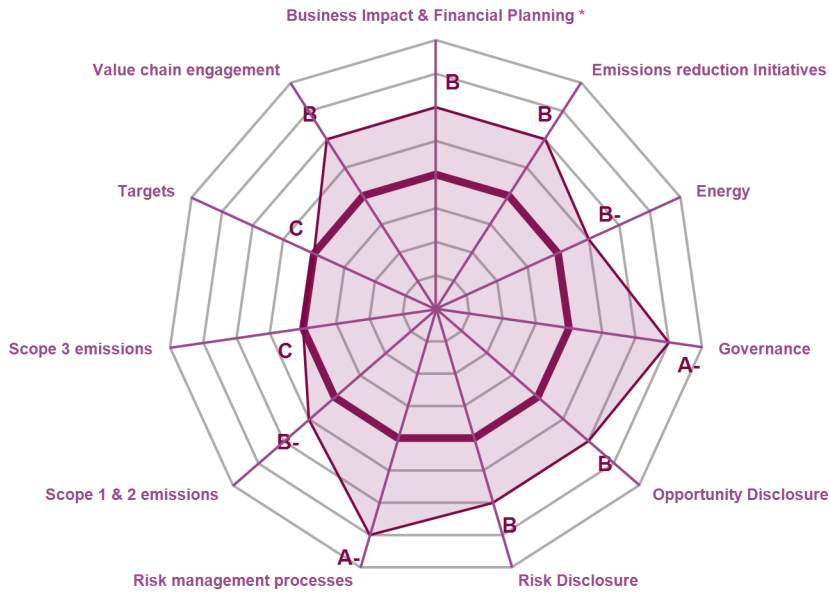 Business Impact & Financial Planning *
Value chain engagement
Emissions reduction Initiatives
B
B
B
Targets
Energy
B-
C
Scope 3 emissions
Governance
C
A-
B-
B
Scope 1 & 2 emissions
Opportunity Disclosure
B
A-
Risk management processes
Risk Disclosure